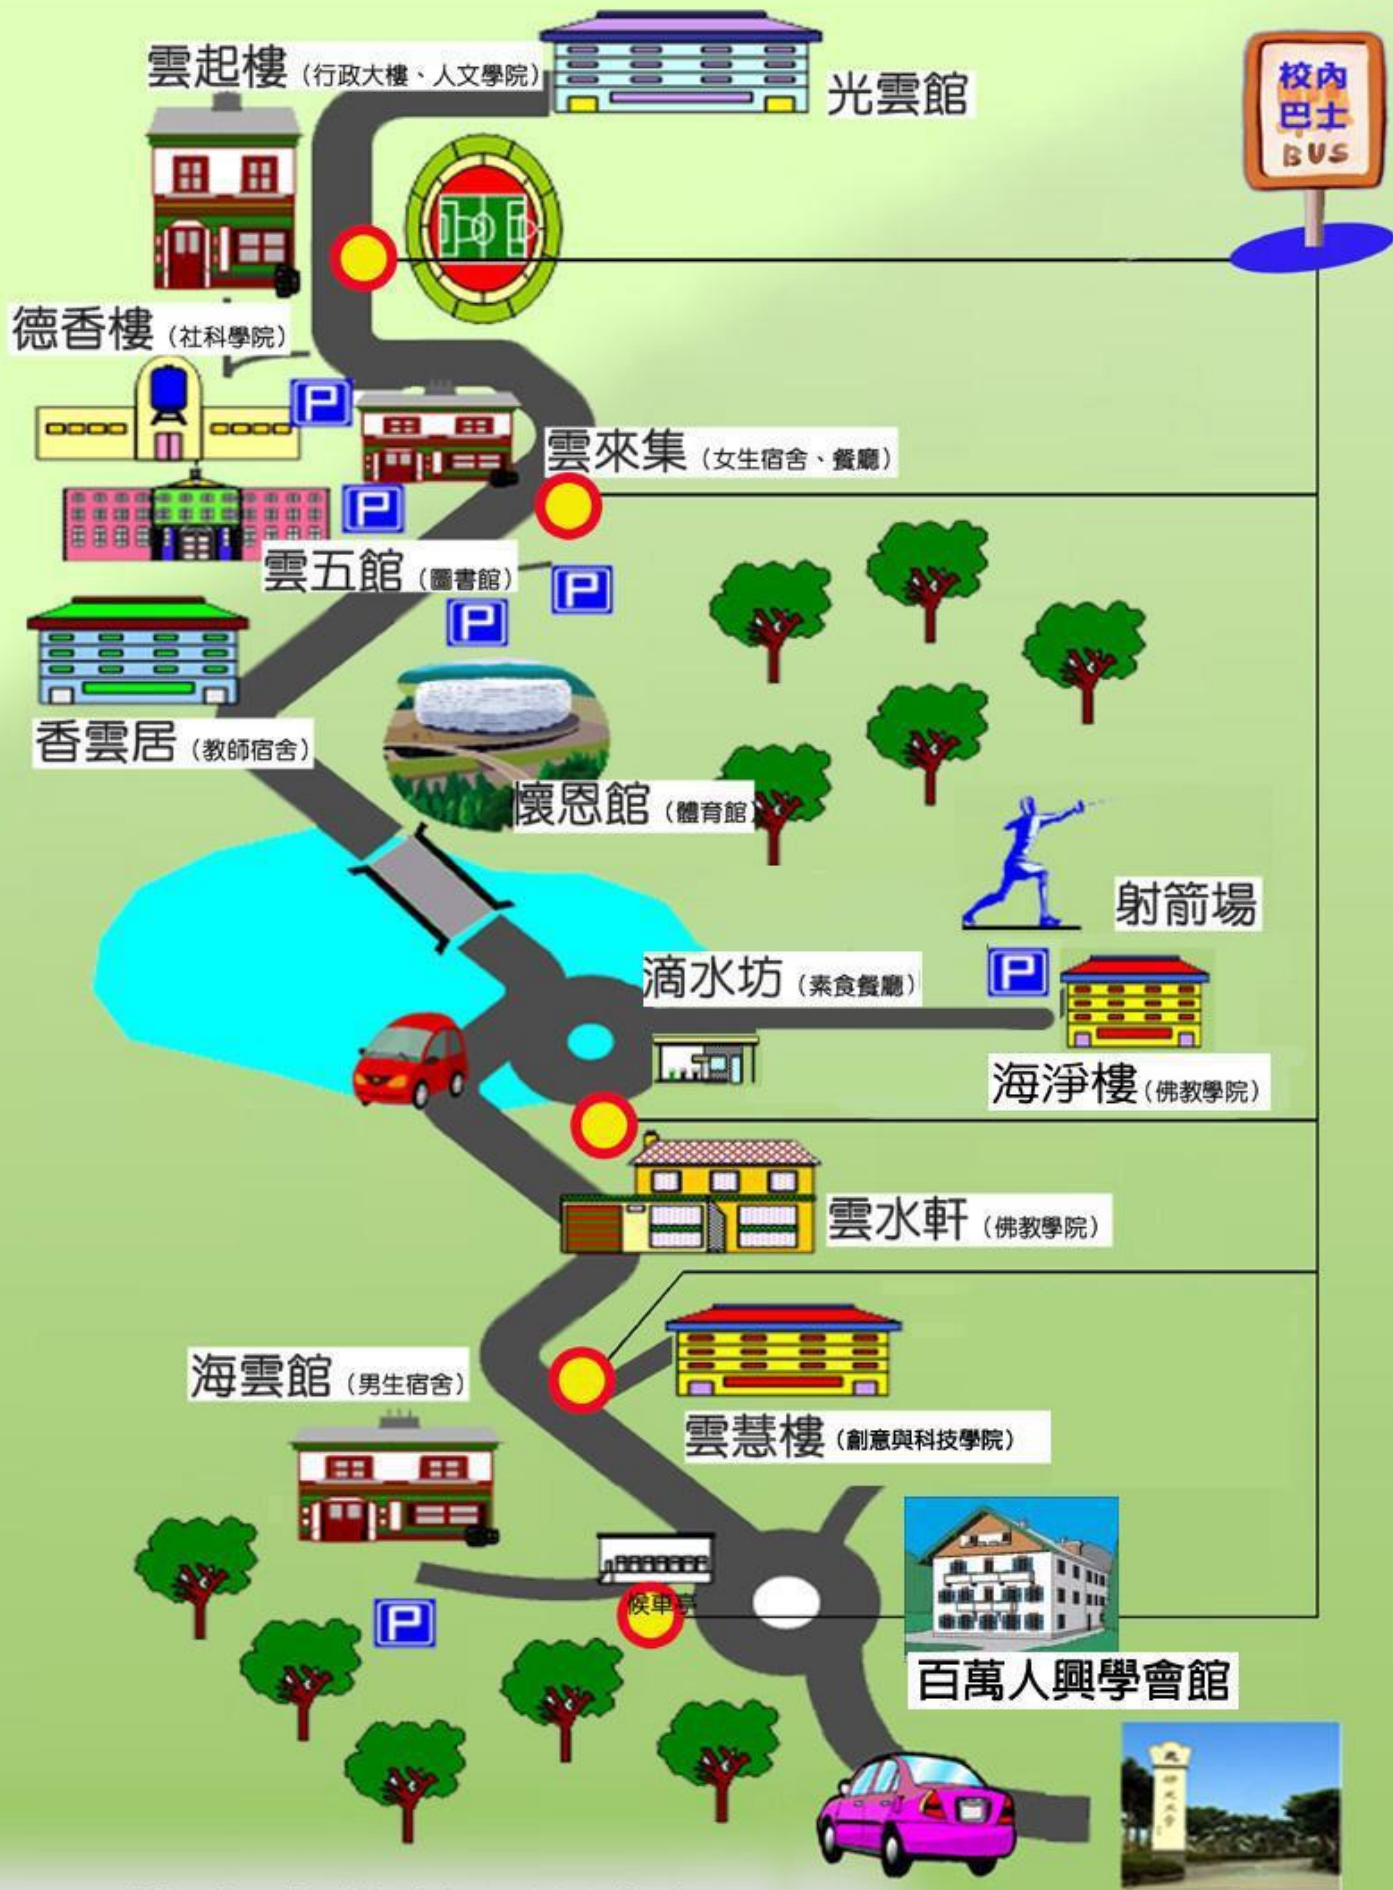 雲起樓（行政大樓、人文學院）
光雲館
校內
巴士
BUS
德香樓（社科學院）
P
雲來集（女生宿舍、餐廳）
P
雲五館（圖書館）
P
P
香雲居（教師宿舍）
懷恩館（體育館）
射箭場
滴水坊（素食餐廳）
P
海淨樓（佛教學院）
雲水軒（佛教學院）
海雲館（男生宿舍）
雲慧樓（創意與科技學院）
候車亭
P
百萬人興學會館